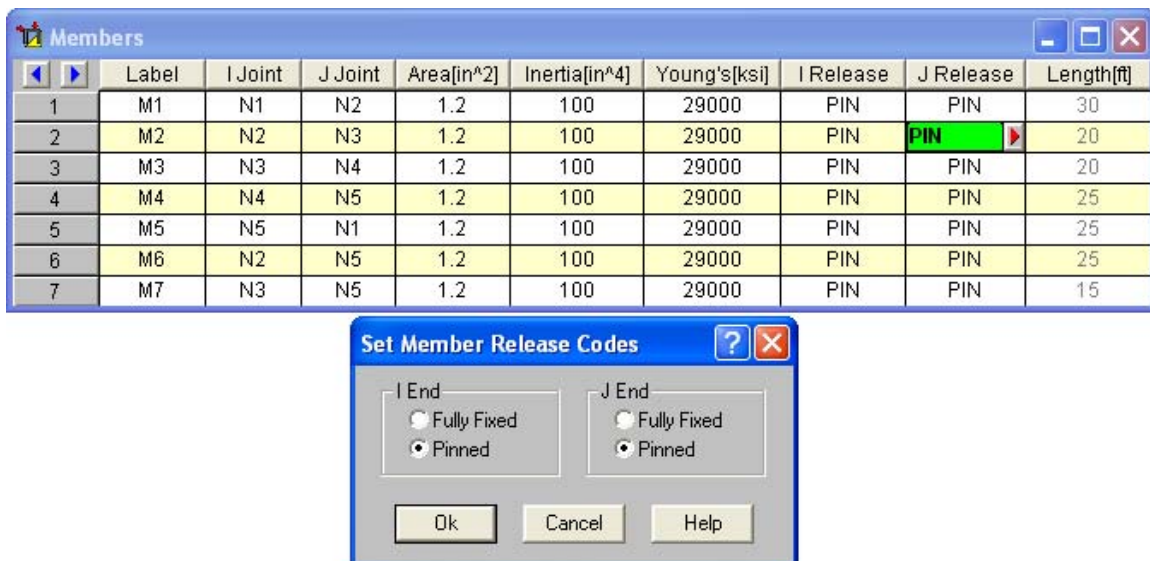 Members
Label I Joint J Joint Area[in^2] Inertia[in^4] Young's[ksi] I Release J Release Length[ft]
1 M1 N1 N2 1.2 100 29000 PIN PIN 30
2 M2 N2 N3 1.2 100 29000 PIN PIN 20
3 M3 N3 N4 1.2 100 29000 PIN PIN 20
4 M4 N4 N5 1.2 100 29000 PIN PIN 25
5 M5 N5 N1 1.2 100 29000 PIN PIN 25
6 M6 N2 N5 1.2 100 29000 PIN PIN 25
7 M7 N3 N5 1.2 100 29000 PIN PIN 15
Set Member Release Codes ?
I End J End
Fully Fixed Fully Fixed
Pinned Pinned
Ok Cancel Help